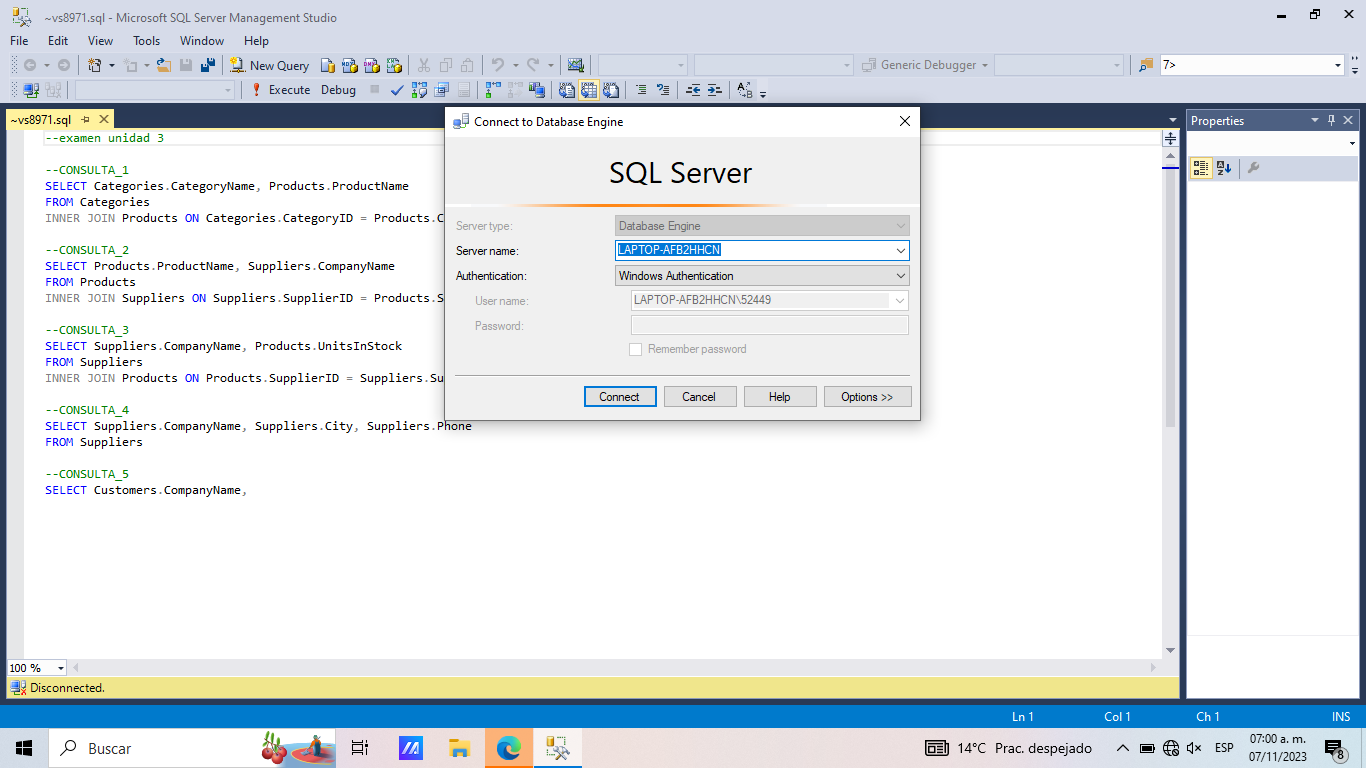 ~vs8971.sql - Microsoft SQL Server Management Studio
File Edit View Tools Window Help
New Query Generic Debugger 7>
Execute Debug
~vs8971.sql
--examen unidad 3
--CONSULTA_1
SELECT Categories.CategoryName, Products.ProductName
FROM Categories
INNER JOIN Products ON Categories.CategoryID = Products.C
--CONSULTA_2
SELECT Products.ProductName, Suppliers.CompanyName
FROM Products
INNER JOIN Suppliers ON Suppliers.SupplierID = Products.S
--CONSULTA_3
SELECT Suppliers.CompanyName, Products.UnitsInStock
FROM Suppliers
INNER JOIN Products ON Products.SupplierID = Suppliers.Su
--CONSULTA_4
SELECT Suppliers.CompanyName, Suppliers.City, Suppliers.Phone
FROM Suppliers
--CONSULTA_5
SELECT Customers.CompanyName,
Connect to Database Engine
SQL Server
Server type: Database Engine
Server name: LAPTOP-AFB2HHCN
Authentication: Windows Authentication
User name: LAPTOP-AFB2HHCN\52449
Password:
Remember password
Connect Cancel Help Options >>
Properties
100 %
Disconnected.
Ln 1 Col 1 Ch 1 INS
Buscar
14°C Prac. despejado
ESP
07:00 a. m.
07/11/2023
8